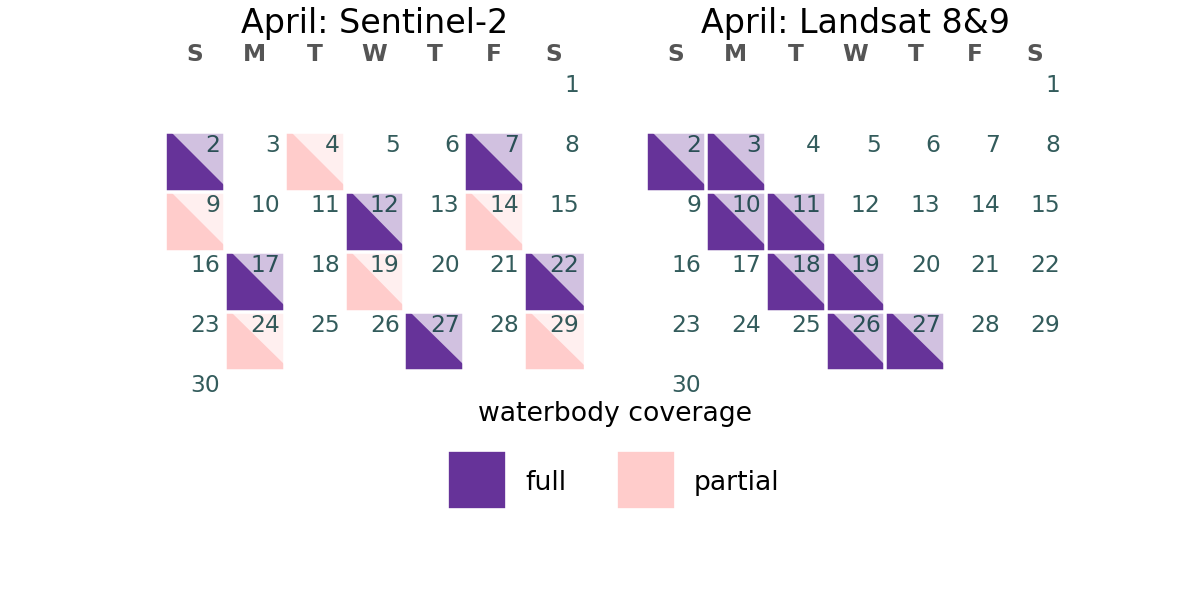 April: Sentinel-2
S M T W T F S
1
2 3 4 5 6 7 8
9 10 11 12 13 14 15
16 17 18 19 20 21 22
23 24 25 26 27 28 29
30
April: Landsat 8&9
S M T W T F S
1
2 3 4 5 6 7 8
9 10 11 12 13 14 15
16 17 18 19 20 21 22
23 24 25 26 27 28 29
30
waterbody coverage
full
partial